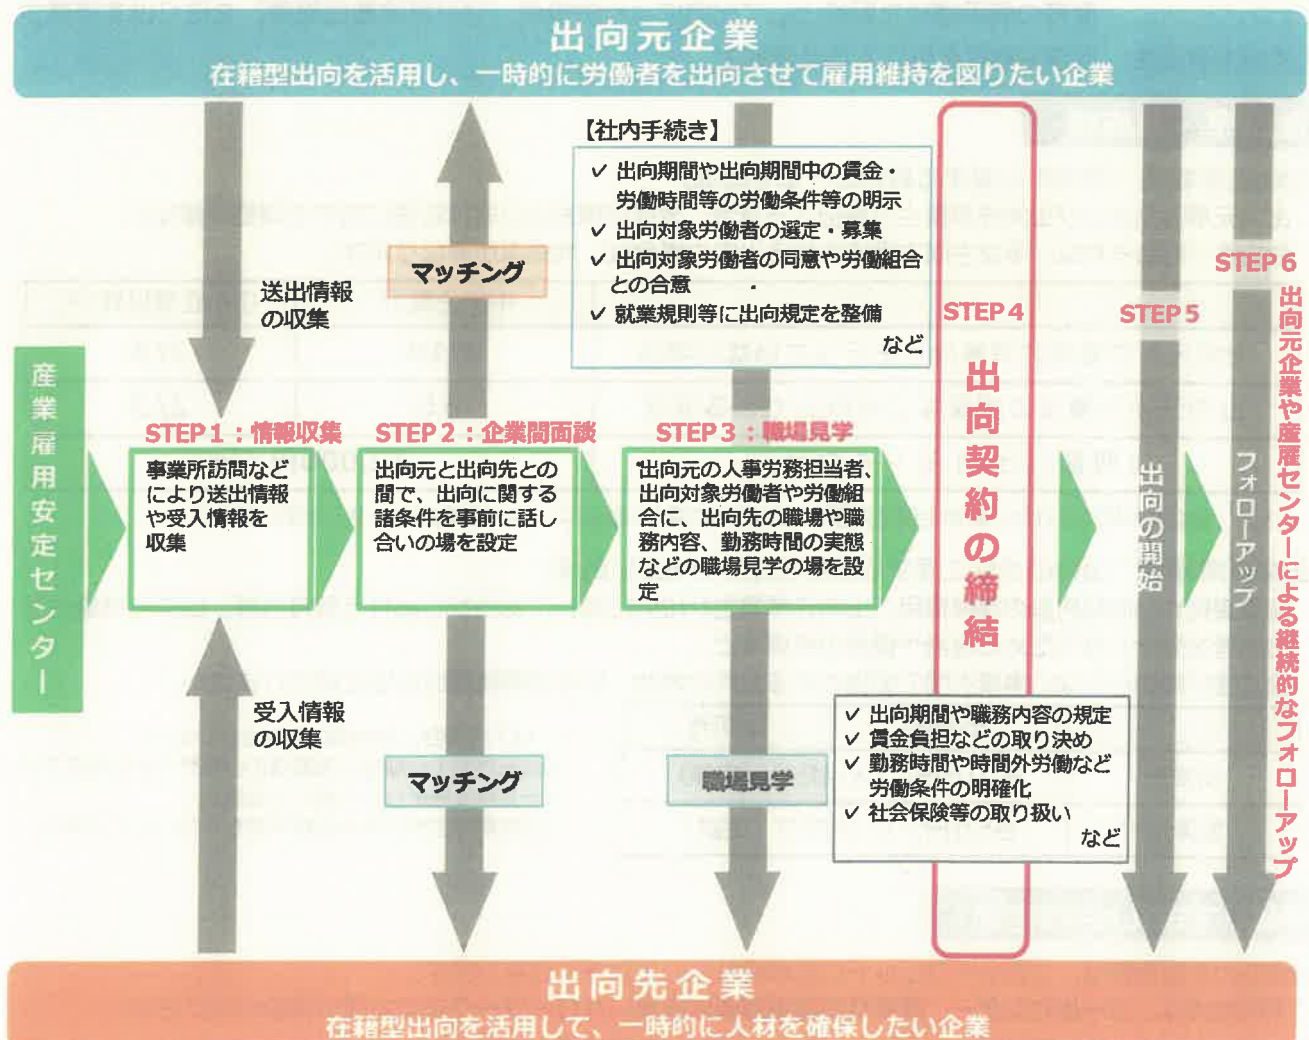 出向元企業
在籍型出向を活用し、一時的に労働者を出向させて雇用維持を図りたい企業
【社内手続き】
✓ 出向期間や出向期間中の賃金・
労働時間等の労働条件等の明示
✓ 出向対象労働者の選定・募集
✓ 出向対象労働者の同意や労働組合
との合意
✓ 就業規則等に出向規定を整備
など
マッチング
送出情報
の収集
産業雇用安定センター
STEP1：情報収集
事業所訪問など
により送出情報
や受入情報を
収集
STEP2：企業間面談
出向元と出向先との
間で、出向に関する
諸条件を事前に話し
合いの場を設定
STEP3：職場見学
出向元の人事労務担当者、
出向対象労働者や労働組
合に、出向先の職場や職
務内容、勤務時間の実態
などの職場見学の場を設
定
STEP4
出向契約の締結
STEP5
出向の開始
STEP6
フォローアップ
出向元企業や産雇センターによる継続的なフォローアップ
受入情報
の収集
マッチング
職場見学
✓ 出向期間や職務内容の規定
✓ 賃金負担などの取り決め
✓ 勤務時間や時間外労働など
労働条件の明確化
✓ 社会保険等の取り扱い
など
出向先企業
在籍型出向を活用して、一時的に人材を確保したい企業